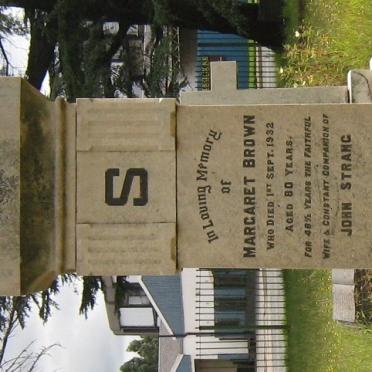 S
In Loving Memory
of
MARGARET BROWN
WHO DIED 1ST SEPT. 1932
AGED 80 YEARS.
FOR 48½ YEARS THE FAITHFUL
WIFE & CONSTANT COMPANION OF
JOHN STRANG